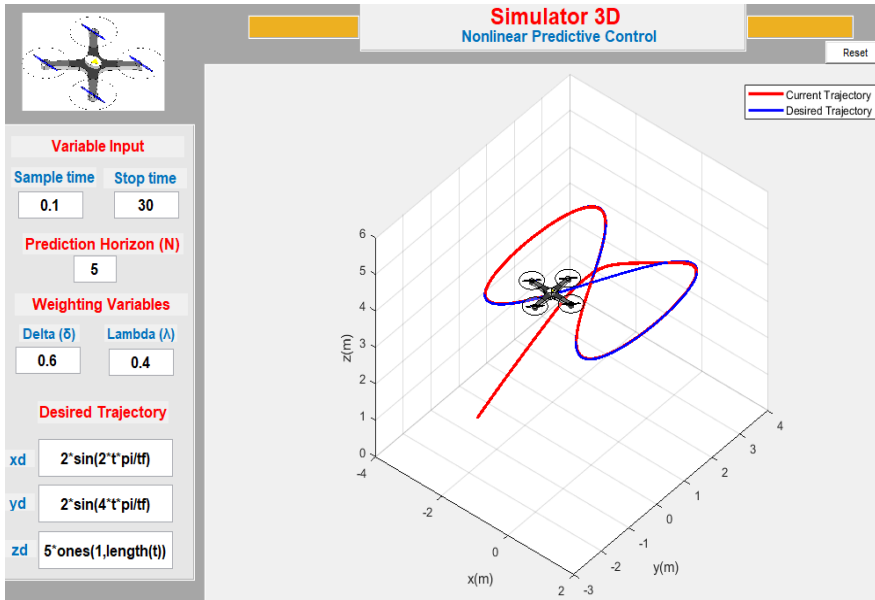 Simulator 3D
Nonlinear Predictive Control
Reset
Variable Input
Sample time
Stop time
0.1
30
Prediction Horizon (N)
5
Weighting Variables
Delta (δ)
Lambda (λ)
0.6
0.4
Desired Trajectory
xd
2*sin(2*t*pi/tf)
yd
2*sin(4*t*pi/tf)
zd
5*ones(1,length(t))
Current Trajectory
Desired Trajectory
6
5
4
3
2
1
0
z(m)
-4
-2
0
2
x(m)
-3
-2
-1
0
1
2
3
4
y(m)